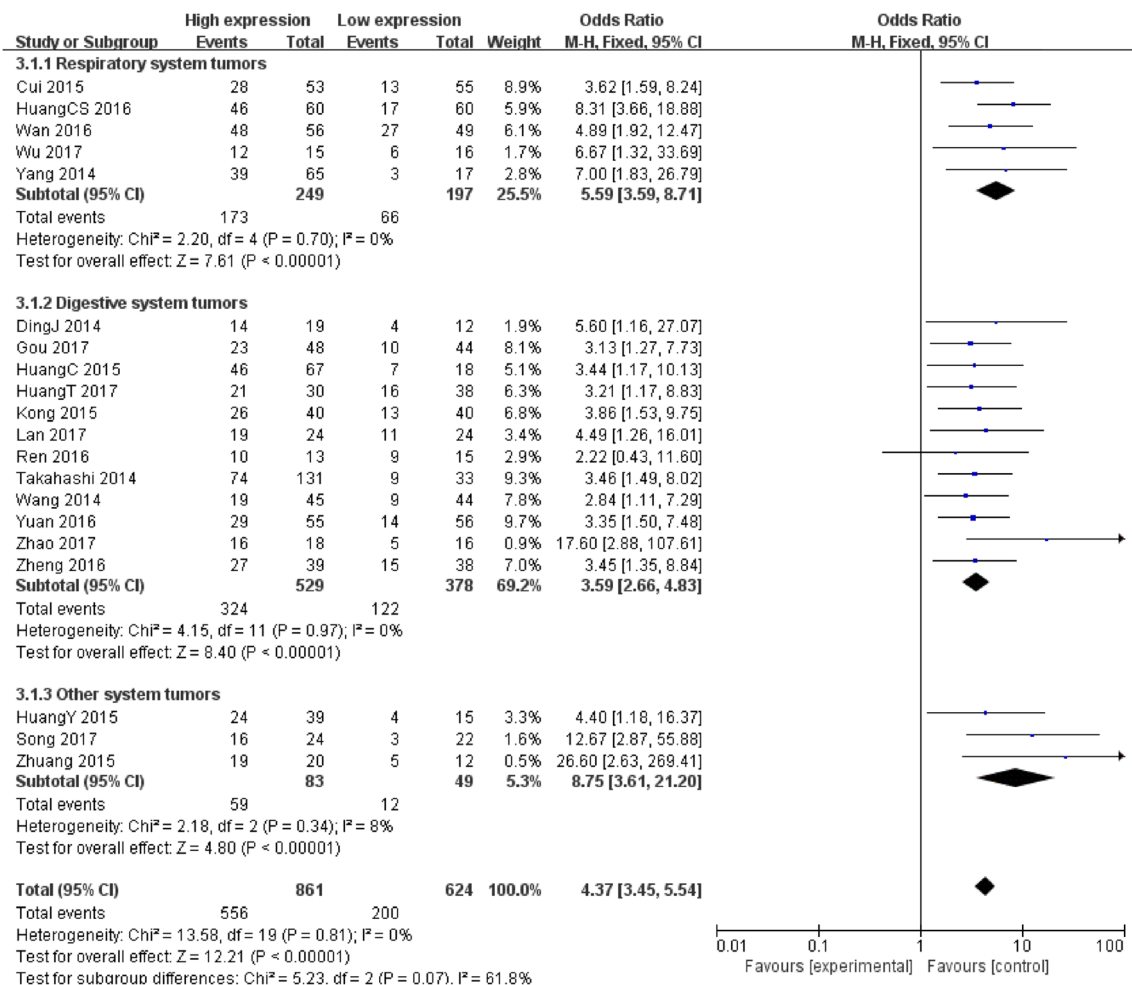 High expression Low expression Odds Ratio Odds Ratio
Study or Subgroup Events Total Events Total Weight M-H, Fixed, 95% CI M-H, Fixed, 95% CI
3.1.1 Respiratory system tumors
Cui 2015 28 53 13 55 8.9% 3.62 [1.59, 8.24]
HuangCS 2016 46 60 17 60 5.9% 8.31 [3.66, 18.88]
Wan 2016 48 56 27 49 6.1% 4.89 [1.92, 12.47]
Wu 2017 12 15 6 16 1.7% 6.67 [1.32, 33.69]
Yang 2014 39 65 3 17 2.8% 7.00 [1.83, 26.79]
Subtotal (95% CI) 249 197 25.5% 5.59 [3.59, 8.71]
Total events 173 66
Heterogeneity: Chi² = 2.20, df = 4 (P = 0.70); I² = 0%
Test for overall effect: Z = 7.61 (P < 0.00001)
3.1.2 Digestive system tumors
DingJ 2014 14 19 4 12 1.9% 5.60 [1.16, 27.07]
Gou 2017 23 48 10 44 8.1% 3.13 [1.27, 7.73]
HuangC 2015 46 67 7 18 5.1% 3.44 [1.17, 10.13]
HuangT 2017 21 30 16 38 6.3% 3.21 [1.17, 8.83]
Kong 2015 26 40 13 40 6.8% 3.86 [1.53, 9.75]
Lan 2017 19 24 11 24 3.4% 4.49 [1.26, 16.01]
Ren 2016 10 13 9 15 2.9% 2.22 [0.43, 11.60]
Takahashi 2014 74 131 9 33 9.3% 3.46 [1.49, 8.02]
Wang 2014 19 45 9 44 7.8% 2.84 [1.11, 7.29]
Yuan 2016 29 55 14 56 9.7% 3.35 [1.50, 7.48]
Zhao 2017 16 18 5 16 0.9% 17.60 [2.88, 107.61]
Zheng 2016 27 39 15 38 7.0% 3.45 [1.35, 8.84]
Subtotal (95% CI) 529 378 69.2% 3.59 [2.66, 4.83]
Total events 324 122
Heterogeneity: Chi² = 4.15, df = 11 (P = 0.97); I² = 0%
Test for overall effect: Z = 8.40 (P < 0.00001)
3.1.3 Other system tumors
HuangY 2015 24 39 4 15 3.3% 4.40 [1.18, 16.37]
Song 2017 16 24 3 22 1.6% 12.67 [2.87, 55.88]
Zhuang 2015 19 20 5 12 0.5% 26.60 [2.63, 269.41]
Subtotal (95% CI) 83 49 5.3% 8.75 [3.61, 21.20]
Total events 59 12
Heterogeneity: Chi² = 2.18, df = 2 (P = 0.34); I² = 8%
Test for overall effect: Z = 4.80 (P < 0.00001)
Total (95% CI) 861 624 100.0% 4.37 [3.45, 5.54]
Total events 556 200
Heterogeneity: Chi² = 13.58, df = 19 (P = 0.81); I² = 0%
Test for overall effect: Z = 12.21 (P < 0.00001)
Test for subgroup differences: Chi² = 5.23, df = 2 (P = 0.07), I² = 61.8%
0.01 0.1 1 10 100
Favours [experimental] Favours [control]